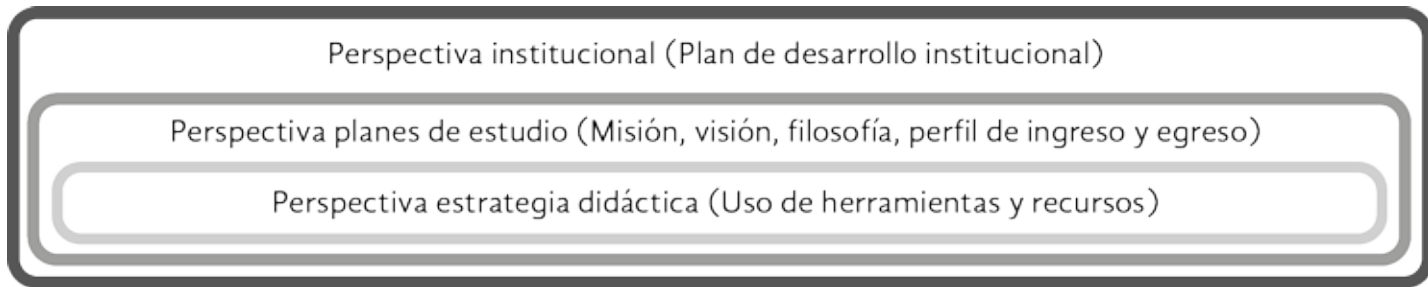 Perspectiva institucional (Plan de desarrollo institucional)
Perspectiva planes de estudio (Misión, visión, filosofía, perfil de ingreso y egreso)
Perspectiva estrategia didáctica (Uso de herramientas y recursos)